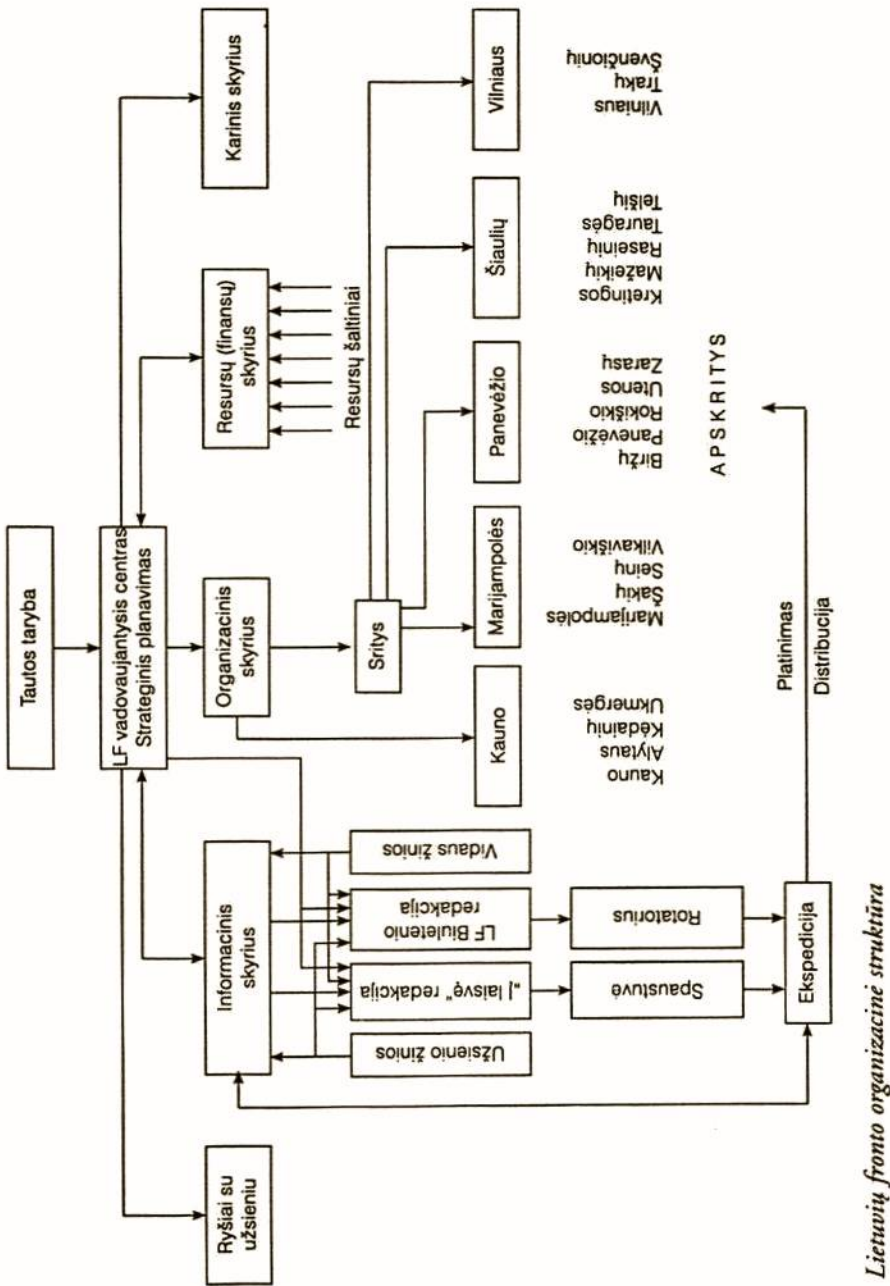 Tautos taryba
LF vadovaujantysis centras
Strateginis planavimas
Ryšiai su
užsieniu
Informacinis
skyrius
Organizacinis
skyrius
Resursų (finansų)
skyrius
Karinis skyrius
Resursų šaltiniai
Sritys
Užsienio žinios
„Į laisvę“ redakcija
LF Biuletenio
redakcija
Vidaus žinios
Kauno
Marijampolės
Panevėžio
Šiaulių
Vilniaus
Kauno
Alytaus
Kėdainių
Ukmergės
Marijampolės
Šakių
Seinų
Vilkaviškio
Biržų
Panevėžio
Rokiškio
Utenos
Zarasų
Kretingos
Mažeikių
Raseinių
Tauragės
Telšių
Vilniaus
Trakų
Švenčionių
Spaustuvė
Rotatorius
APSKRITYS
Ekspedicija
Platinimas
Distribucija
Lietuvių fronto organizacinė struktūra